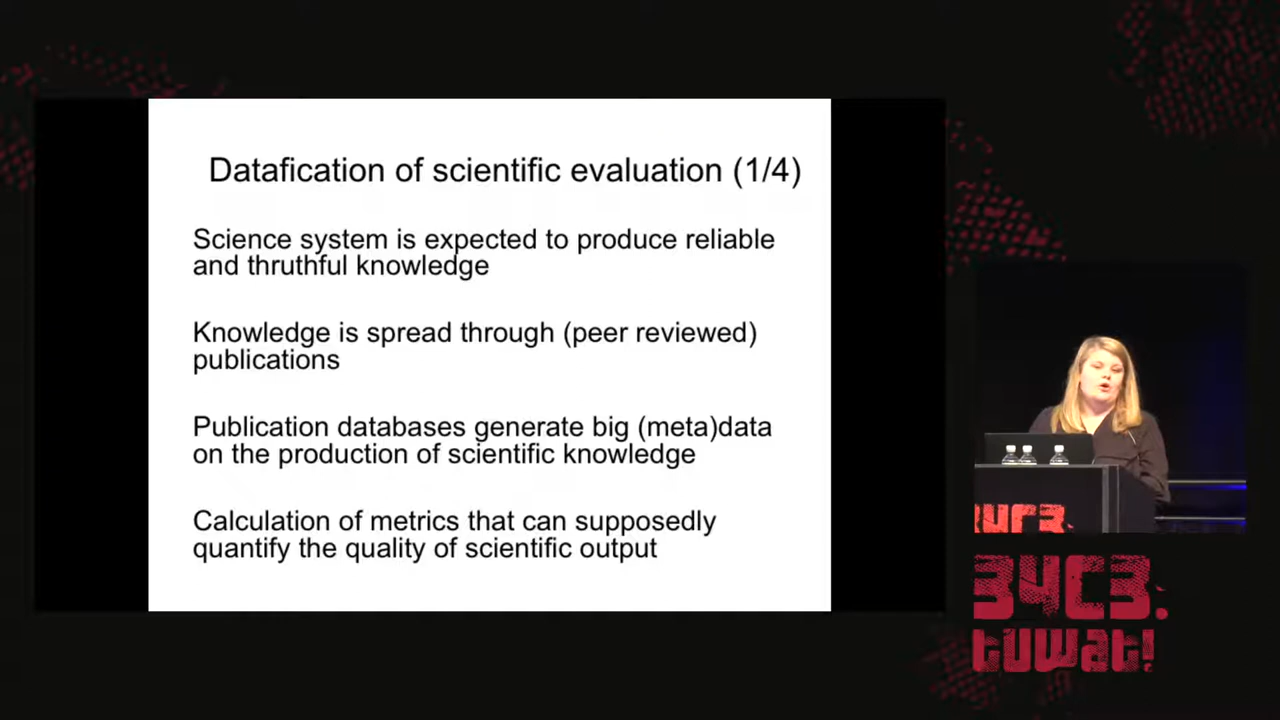 Datafication of scientific evaluation (1/4)
Science system is expected to produce reliable
and thruthful knowledge
Knowledge is spread through (peer reviewed)
publications
Publication databases generate big (meta)data
on the production of scientific knowledge
Calculation of metrics that can supposedly
quantify the quality of scientific output
34C3.
34C3.
tuwat!